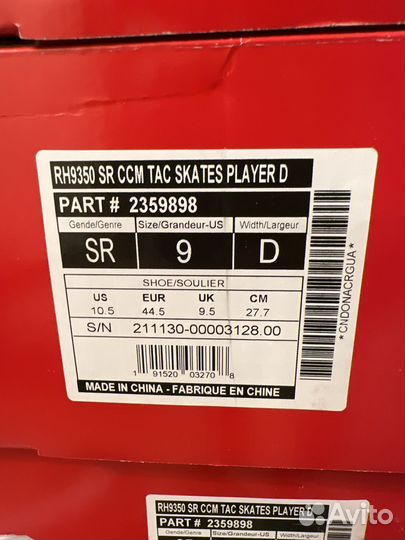 RH9350 SR CCM TAC SKATES PLAYER D
PART # 2359898
Gende/Genre Size/Grandeur-US Width/Largeur
SR 9 D
SHOE/SOULIER
US EUR UK CM
10.5 44.5 9.5 27.7
S/N 211130-00003128.00
1 91520 03270 8
MADE IN CHINA - FABRIQUE EN CHINE
*CNDONACRGUA*
RH9350 SR CCM TAC SKATES PLAYER D
PART # 2359898
Gende/Genre Size/Grandeur-US Width/Largeur
Avito